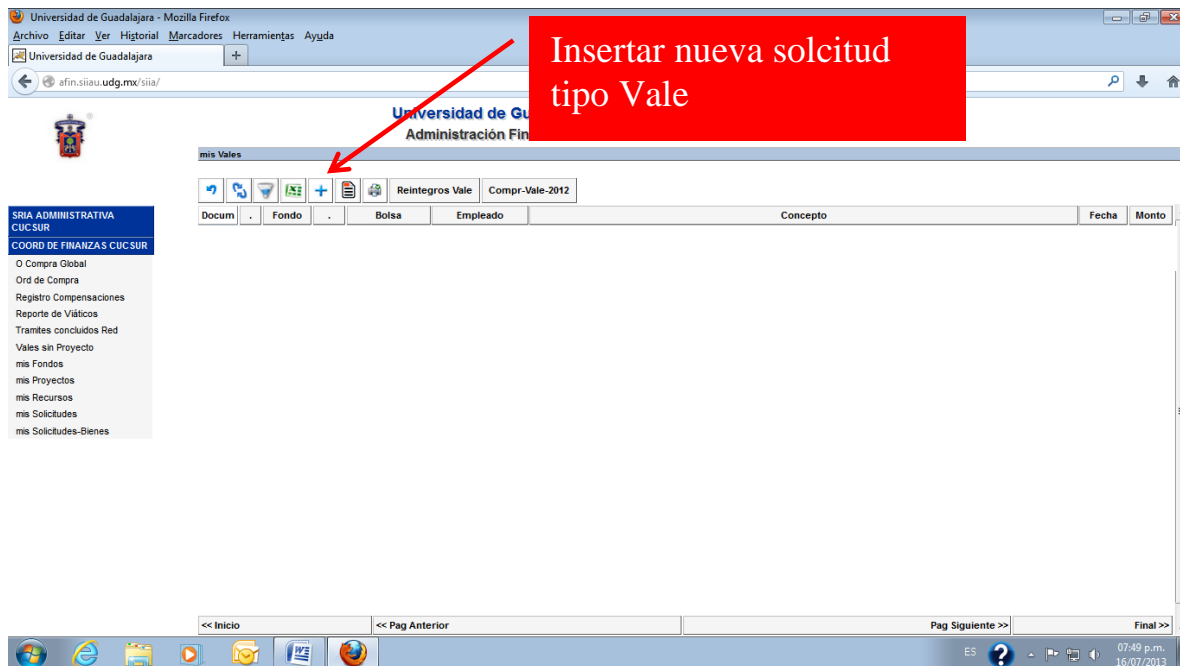 Universidad de Guadalajara - Mozilla Firefox
Archivo Editar Ver Historial Marcadores Herramientas Ayuda
Universidad de Guadalajara
afin.siiau.udg.mx/siia/
Insertar nueva solcitud
tipo Vale
Universidad de Gu
Administración Fin
mis Vales
Reintegros Vale Compr-Vale-2012
Docum . Fondo . Bolsa Empleado Concepto Fecha Monto
SRIA ADMINISTRATIVA
CUCSUR
COORD DE FINANZAS CUCSUR
O Compra Global
Ord de Compra
Registro Compensaciones
Reporte de Viáticos
Tramites concluidos Red
Vales sin Proyecto
mis Fondos
mis Proyectos
mis Recursos
mis Solicitudes
mis Solicitudes-Bienes
<< Inicio << Pag Anterior Pag Siguiente >> Final >>
ES 07:49 p.m.
16/07/2013